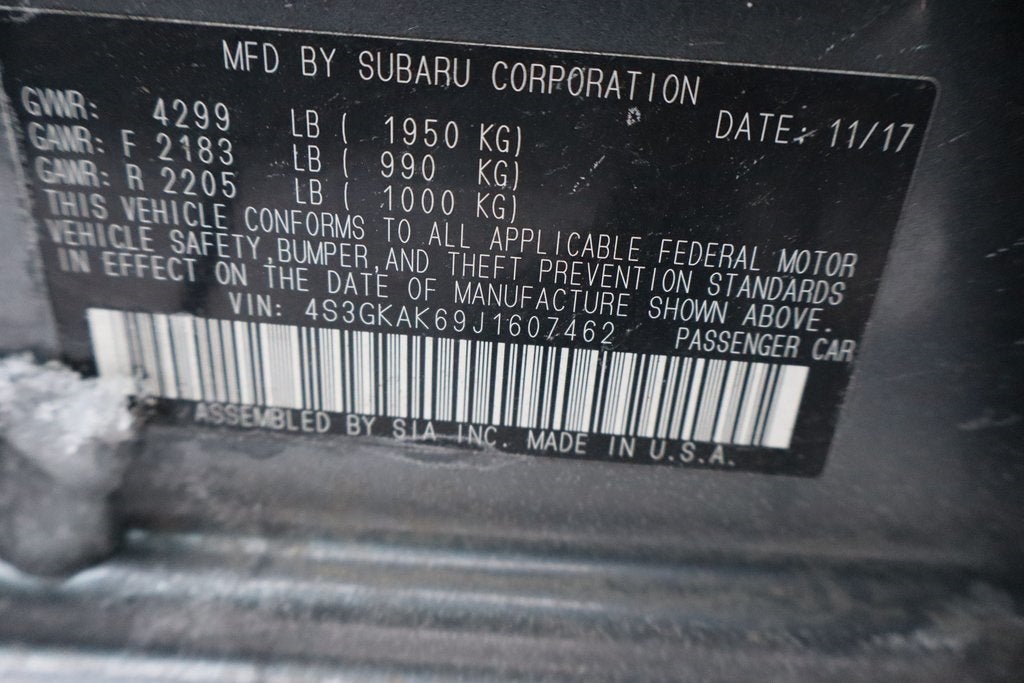 MFD BY SUBARU CORPORATION
GVWR: 4299 LB ( 1950 KG) DATE: 11/17
GAWR: F 2183 LB ( 990 KG)
GAWR: R 2205 LB ( 1000 KG)
THIS VEHICLE CONFORMS TO ALL APPLICABLE FEDERAL MOTOR
VEHICLE SAFETY,BUMPER,AND THEFT PREVENTION STANDARDS
IN EFFECT ON THE DATE OF MANUFACTURE SHOWN ABOVE.
VIN: 4S3GKAK69J1607462 PASSENGER CAR
ASSEMBLED BY SIA INC. MADE IN U.S.A.